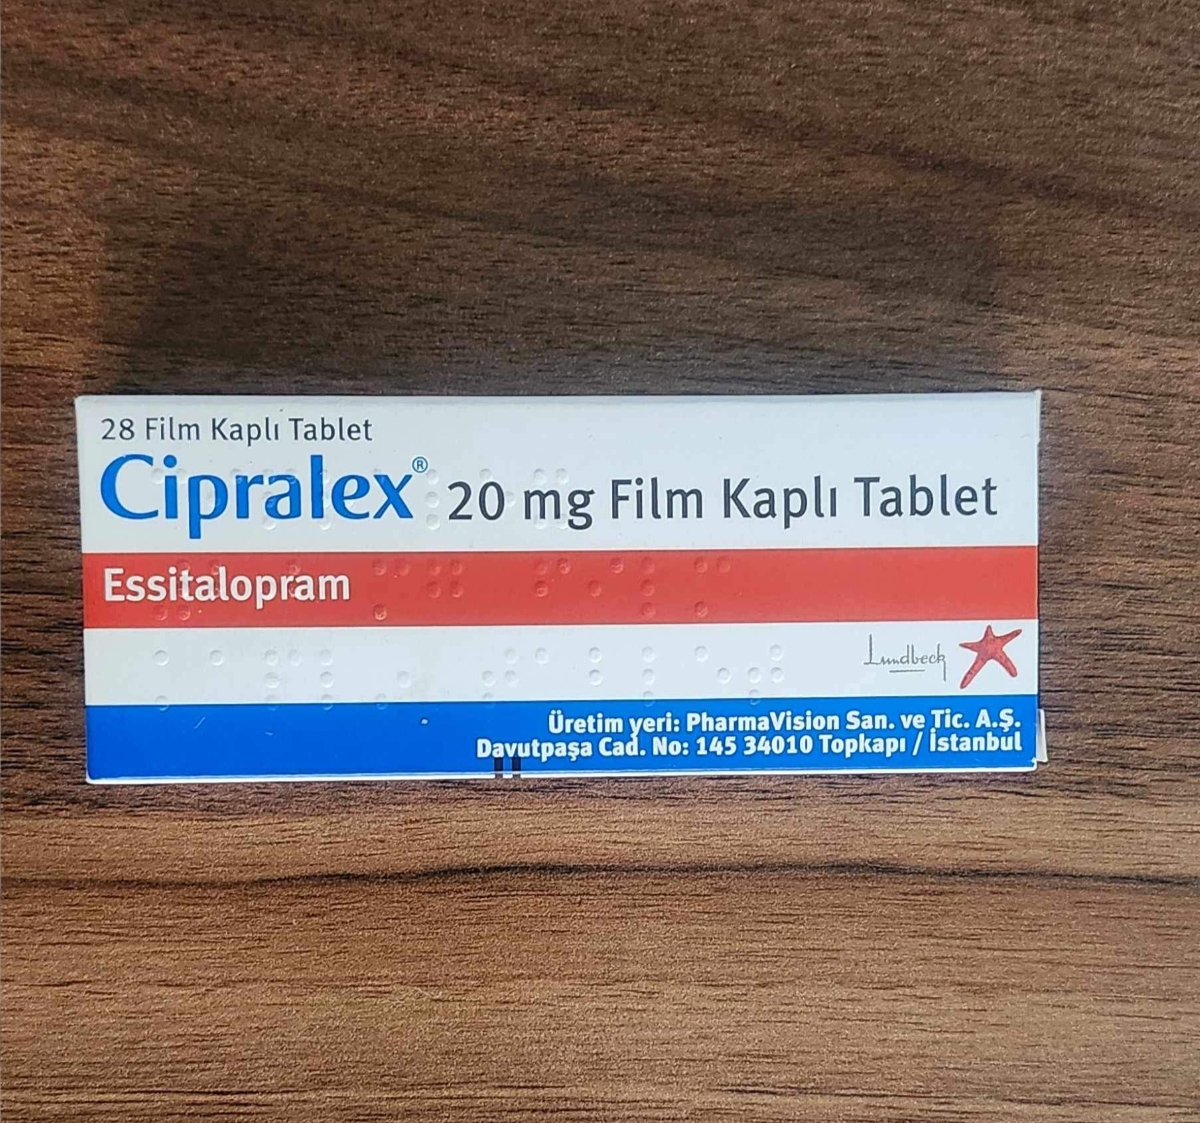 28 Film Kaplı Tablet
Cipralex® 20 mg Film Kaplı Tablet
Essitalopram
Lundbeck
Üretim yeri: PharmaVision San. ve Tic. A.Ş.
Davutpaşa Cad. No: 145 34010 Topkapı / İstanbul